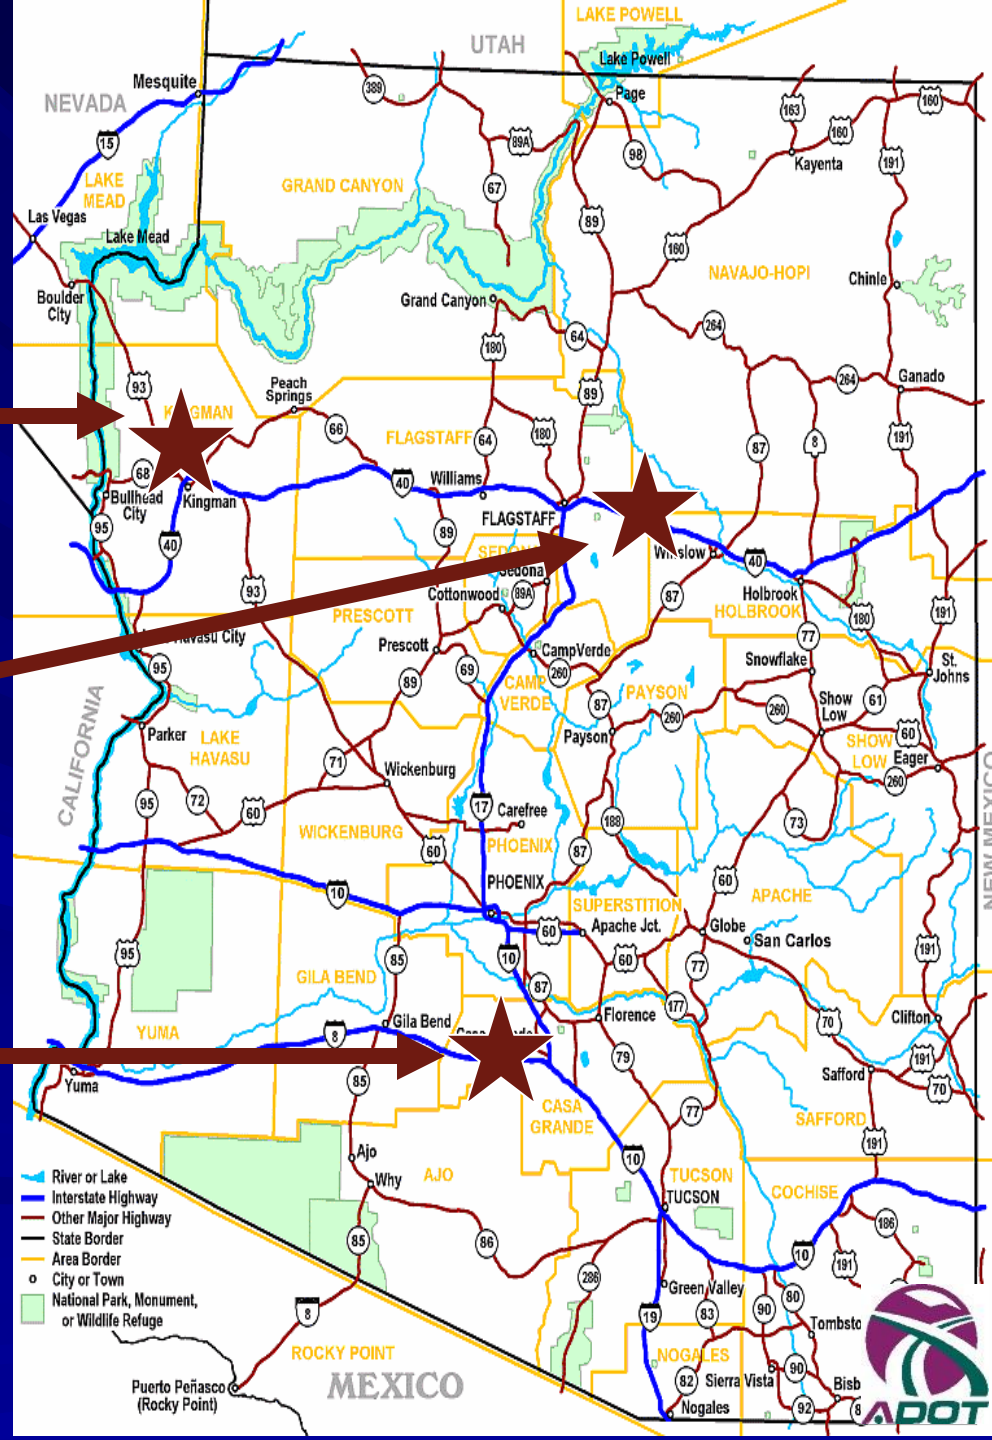 LAKE POWELL
UTAH
Lake Powell
Mesquite
389
Page
NEVADA
163
160
160
15
89A
98
Kayenta
191
LAKE
MEAD
GRAND CANYON
67
Las Vegas
89
Lake Mead
160
NAVAJO-HOPI
Chinle
Boulder
City
Grand Canyon
264
64
180
Peach
Springs
93
89
264
Ganado
66
FLAGSTAFF
64
180
191
87
8
68
40
Williams
Bullhead
City
Kingman
FLAGSTAFF
95
89
40
Winslow
40
93
Sedona
89A
Cottonwood
87
Holbrook
HOLBROOK
180
191
PRESCOTT
Havasu City
77
Prescott
Camp Verde
Snowflake
St.
Johns
95
89
69
260
CAMP
VERDE
PAYSON
87
260
260
Show
Low
61
CALIFORNIA
Parker
LAKE
HAVASU
Payson
60
SHOW
LOW
Eager
71
Wickenburg
260
NEW MEXICO
95
72
60
17
Carefree
188
73
WICKENBURG
PHOENIX
60
87
60
10
PHOENIX
SUPERSTITION
APACHE
60
Apache Jct.
Globe
San Carlos
95
85
10
60
77
191
GILA BEND
87
177
YUMA
8
Gila Bend
Florence
70
Clifton
79
191
Yuma
85
Safford
70
CASA
GRANDE
77
SAFFORD
191
10
Ajo
AJO
TUCSON
Why
TUCSON
COCHISE
River or Lake
Interstate Highway
Other Major Highway
State Border
Area Border
City or Town
National Park, Monument,
or Wildlife Refuge
85
86
186
10
191
286
Green Valley
8
19
83
90
80
Tombsto
ROCKY POINT
NOGALES
MEXICO
82
Sierra Vista
90
Bisb
Puerto Peñasco
(Rocky Point)
Nogales
92
8
ADOT